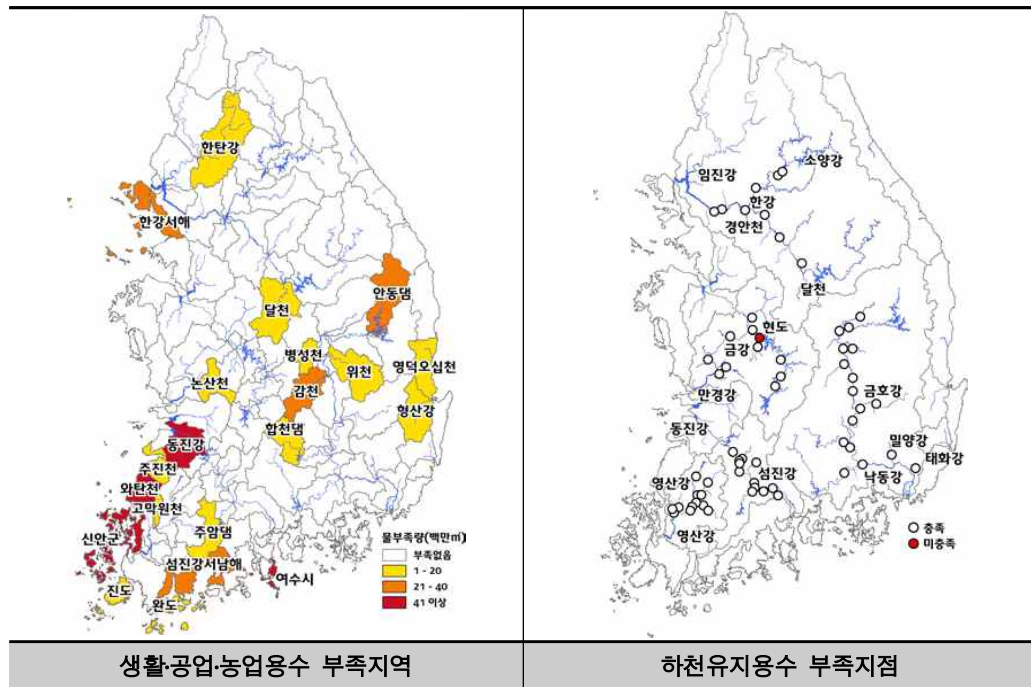 한탄강
한강서해
안동댐
달천
병성천
위천
영덕오십천
논산천
감천
형산강
합천댐
동진강
주진천
와탄천
고막원천
주암댐
신안군
섬진강서남해
여수시
진도
완도
물부족량(백만㎥)
부족없음
1 - 20
21 - 40
41 이상
소양강
임진강
한강
경안천
달천
현도
금강
만경강
금호강
동진강
밀양강
태화강
섬진강
낙동강
영산강
영산강
충족
미충족
생활·공업·농업용수 부족지역
하천유지용수 부족지점